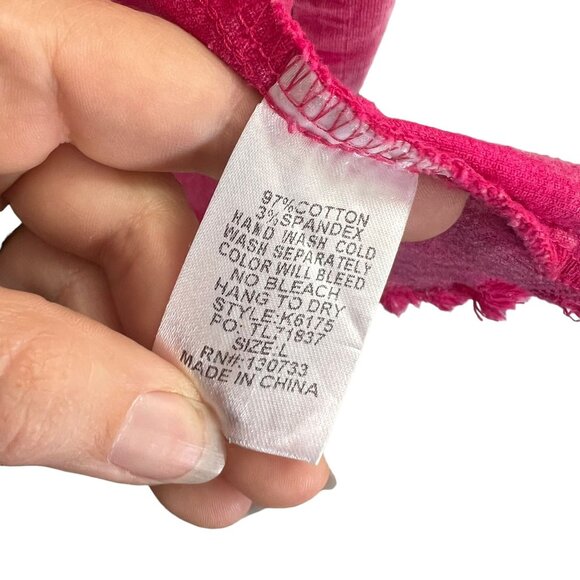 97%COTTON
3%SPANDEX
HAND WASH COLD
WASH SEPARATELY
COLOR WILL BLEED
NO BLEACH
HANG TO DRY
STYLE:K6175
PO: TL:71837
SIZE:L
RN#:130733
MADE IN CHINA